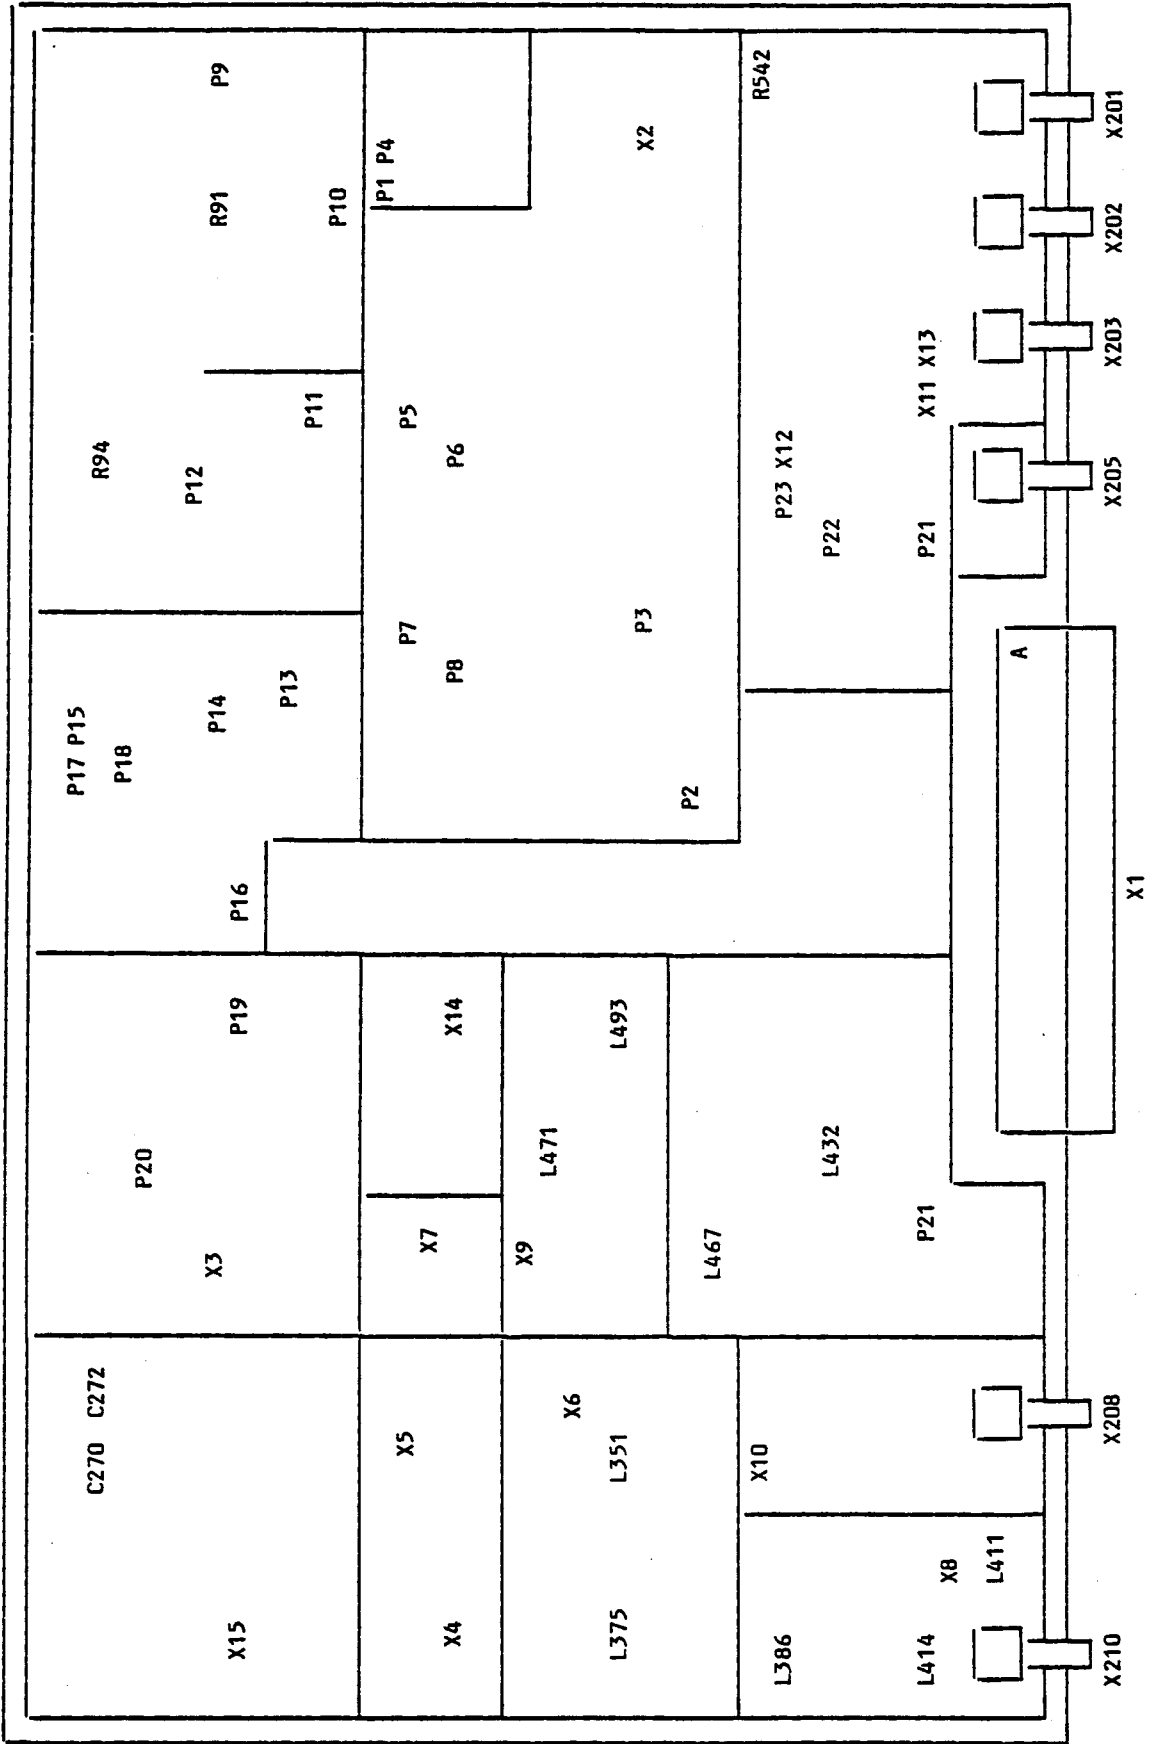 P17 P15
C270 C272 R94
P18
P20
P12
X3 P14 R91 P9
X15 P19 P16
P13
P11
P10
P1 P4
X5 P7 P5
X7
X4 X14 P8 P6
X9
L471
X6
L375 L351 L493
P3 X2
P2
L467
X10 R542
L386 P23 X12
L432 P22
L414 P21 P21 X11 X13
X8
L411
A
X210 X208 X205 X203 X202 X201
X1